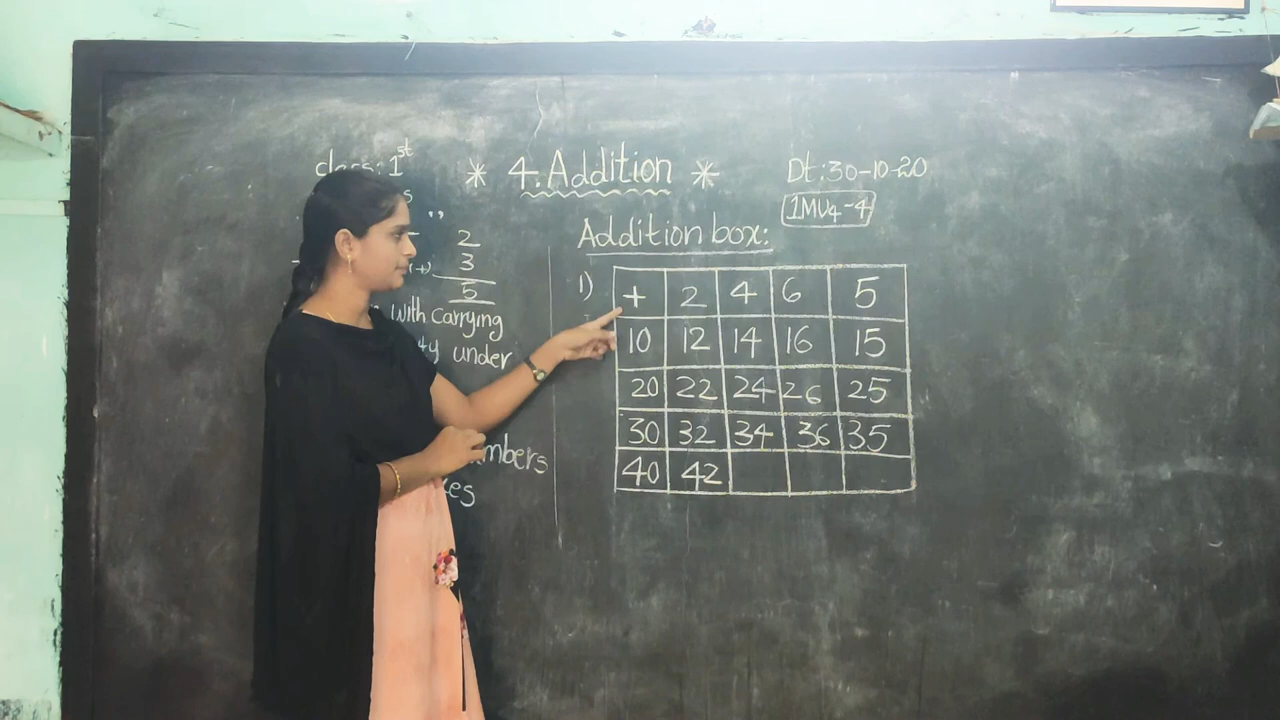 class: 1st
* 4. Addition *
Dt: 30-10-20
1MV4-4
2
(+) 3
5
with carrying
under
Addition box:
1)
+ 2 4 6 5
10 12 14 16 15
20 22 24 26 25
30 32 34 36 35
40 42